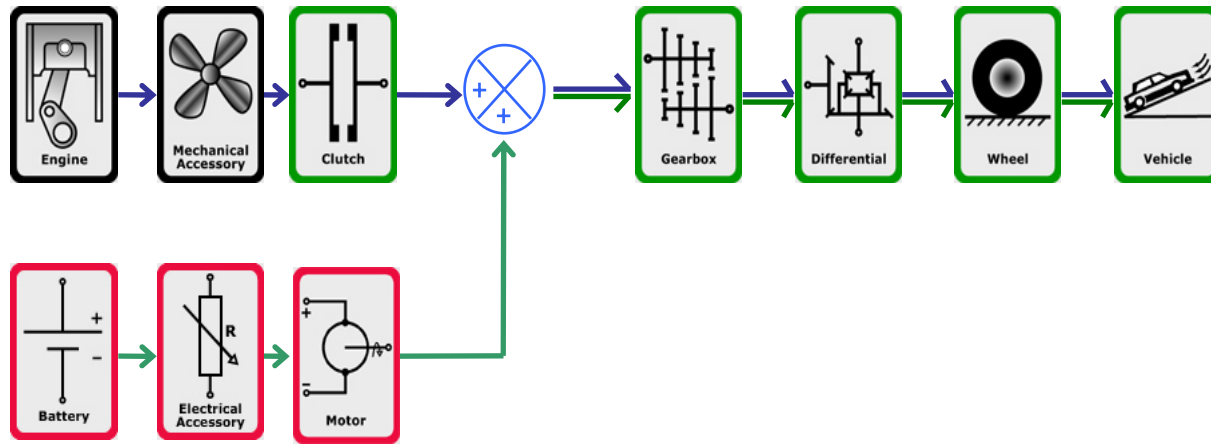 Engine
Mechanical
Accessory
Clutch
+
+
Gearbox
Differential
Wheel
Vehicle
+
−
Battery
R
Electrical
Accessory
+
−
Motor